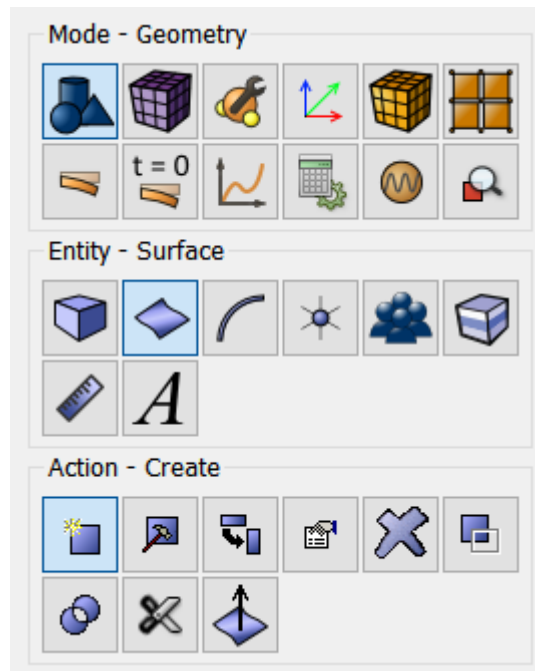 Mode - Geometry
t = 0
Entity - Surface
A
Action - Create